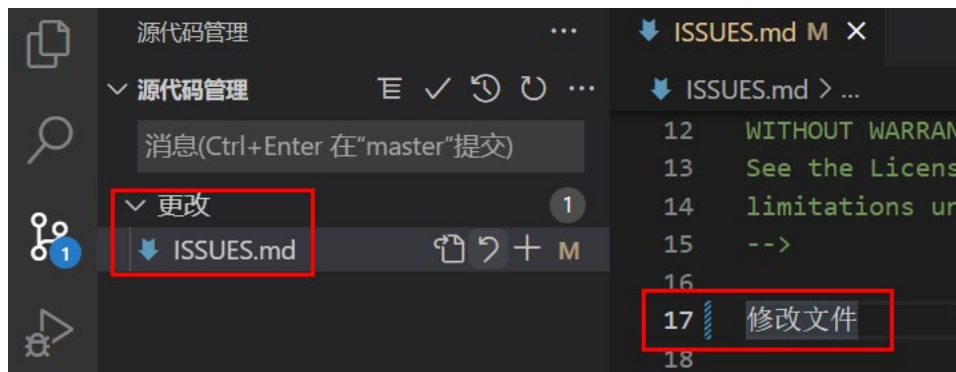 源代码管理
源代码管理
消息(Ctrl+Enter 在“master”提交)
更改 1
ISSUES.md M
1
ISSUES.md M
ISSUES.md > ...
12 WITHOUT WARRAN
13 See the Licens
14 limitations un
15 -->
16
17 修改文件
18